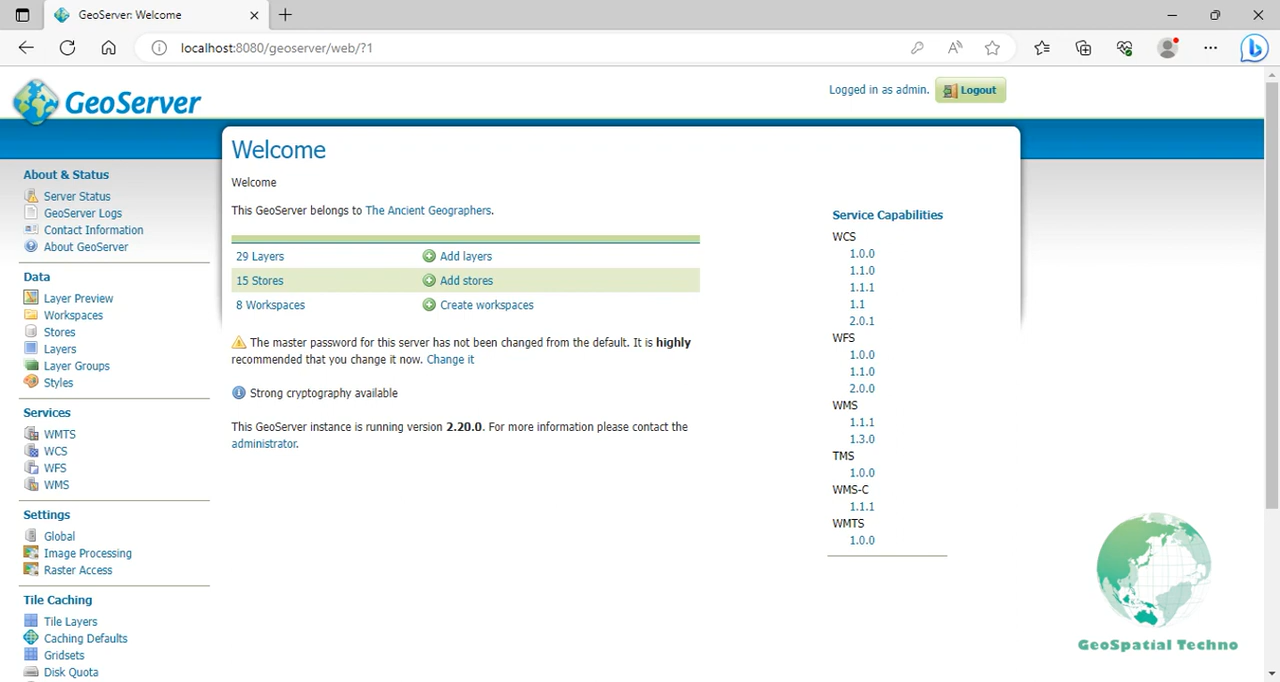 GeoServer: Welcome
localhost:8080/geoserver/web/?1
GeoServer
Logged in as admin.
Logout
About & Status
Server Status
GeoServer Logs
Contact Information
About GeoServer
Data
Layer Preview
Workspaces
Stores
Layers
Layer Groups
Styles
Services
WMTS
WCS
WFS
WMS
Settings
Global
Image Processing
Raster Access
Tile Caching
Tile Layers
Caching Defaults
Gridsets
Disk Quota
Welcome
Welcome
This GeoServer belongs to The Ancient Geographers.
29 Layers Add layers
15 Stores Add stores
8 Workspaces Create workspaces
The master password for this server has not been changed from the default. It is highly
recommended that you change it now. Change it
Strong cryptography available
This GeoServer instance is running version 2.20.0. For more information please contact the
administrator.
Service Capabilities
WCS
1.0.0
1.1.0
1.1.1
1.1
2.0.1
WFS
1.0.0
1.1.0
2.0.0
WMS
1.1.1
1.3.0
TMS
1.0.0
WMS-C
1.1.1
WMTS
1.0.0
GeoSpatial Techno